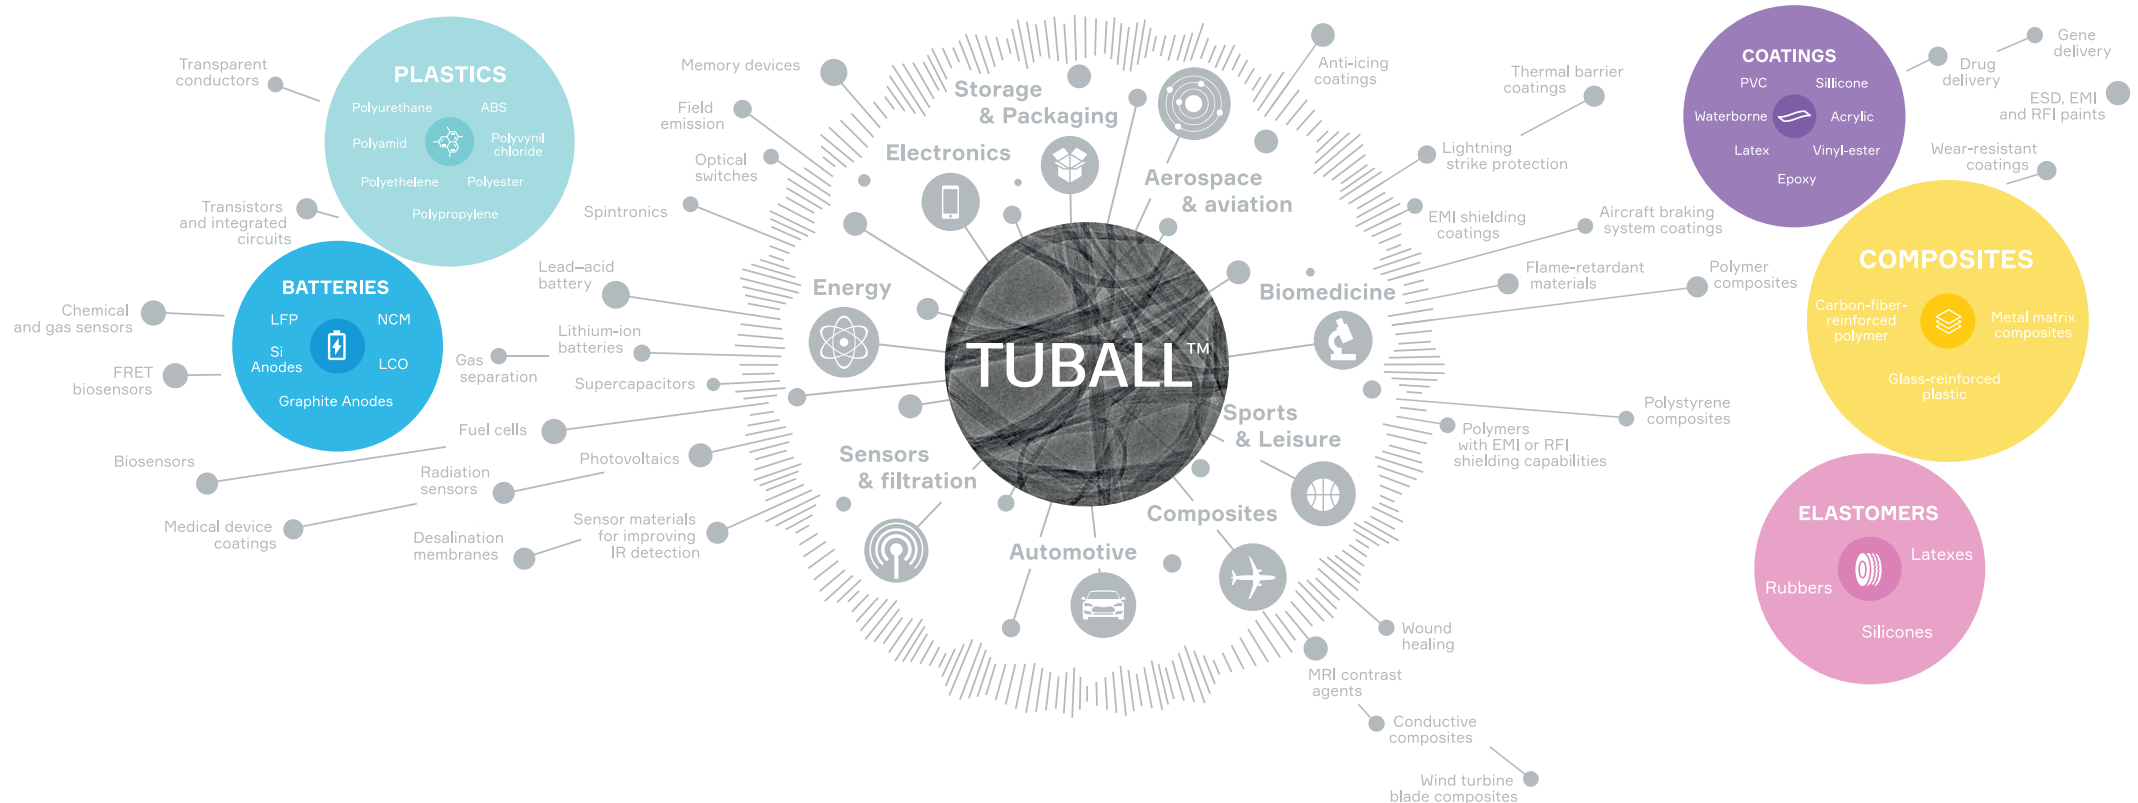 Transparent
conductors
PLASTICS
Polyurethane
ABS
Polyamid
Polyvynil
chloride
Polyethelene
Polyester
Polypropylene
Transistors
and integrated
circuits
BATTERIES
LFP
NCM
Si
Anodes
LCO
Graphite Anodes
Chemical
and gas sensors
FRET
biosensors
Biosensors
Medical device
coatings
Memory devices
Field
emission
Optical
switches
Spintronics
Lead–acid
battery
Lithium-ion
batteries
Gas
separation
Supercapacitors
Fuel cells
Radiation
sensors
Photovoltaics
Desalination
membranes
Sensor materials
for improving
IR detection
Storage
& Packaging
Electronics
Aerospace
& aviation
Energy
Biomedicine
TUBALL™
Sports
& Leisure
Sensors
& filtration
Composites
Automotive
Anti-icing
coatings
Thermal barrier
coatings
Lightning
strike protection
EMI shielding
coatings
Aircraft braking
system coatings
Flame-retardant
materials
Polymer
composites
Polystyrene
composites
Polymers
with EMI or RFI
shielding capabilities
Wound
healing
MRI contrast
agents
Conductive
composites
Wind turbine
blade composites
COATINGS
PVC
Sillicone
Waterborne
Acrylic
Latex
Vinyl-ester
Epoxy
Drug
delivery
Gene
delivery
ESD, EMI
and RFI paints
Wear-resistant
coatings
COMPOSITES
Carbon-fiber-
reinforced
polymer
Metal matrix
composites
Glass-reinforced
plastic
ELASTOMERS
Latexes
Rubbers
Silicones